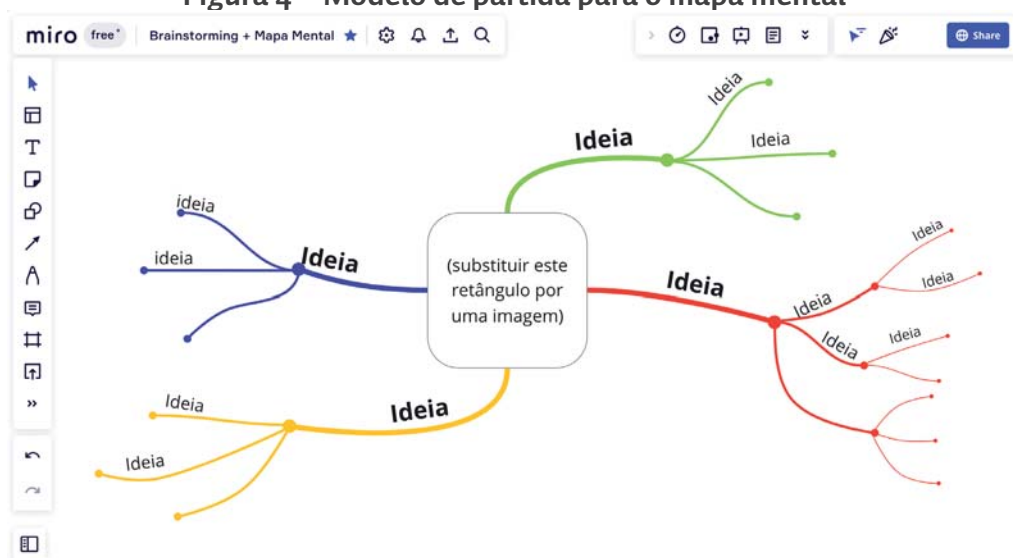 Figura 4 – Modelo de partida para o mapa mental
miro free
Brainstorming + Mapa Mental
Share
Ideia
Ideia
Ideia
ideia
ideia
Ideia
(substituir este
retângulo por
uma imagem)
Ideia
Ideia
Ideia
Ideia
Ideia
Ideia
Ideia
Ideia
Ideia